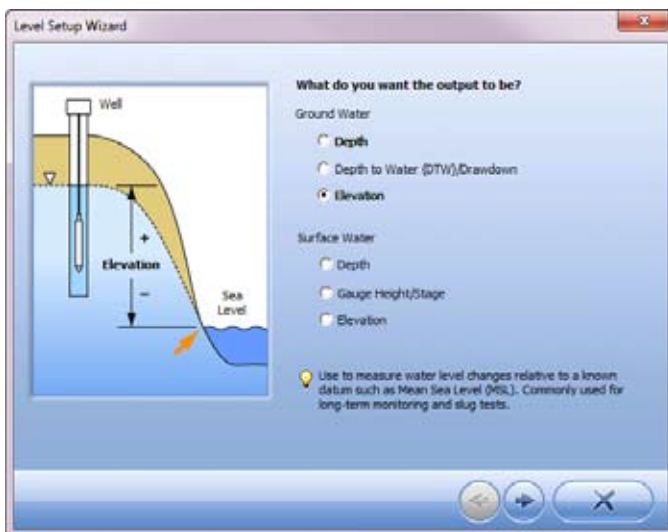 Level Setup Wizard
What do you want the output to be?
Ground Water
Depth
Depth to Water (DTW)/Drawdown
Elevation
Surface Water
Depth
Gauge Height/Stage
Elevation
Use to measure water level changes relative to a known
datum such as Mean Sea Level (MSL). Commonly used for
long-term monitoring and slug tests.
Well
+
Elevation
−
Sea
Level